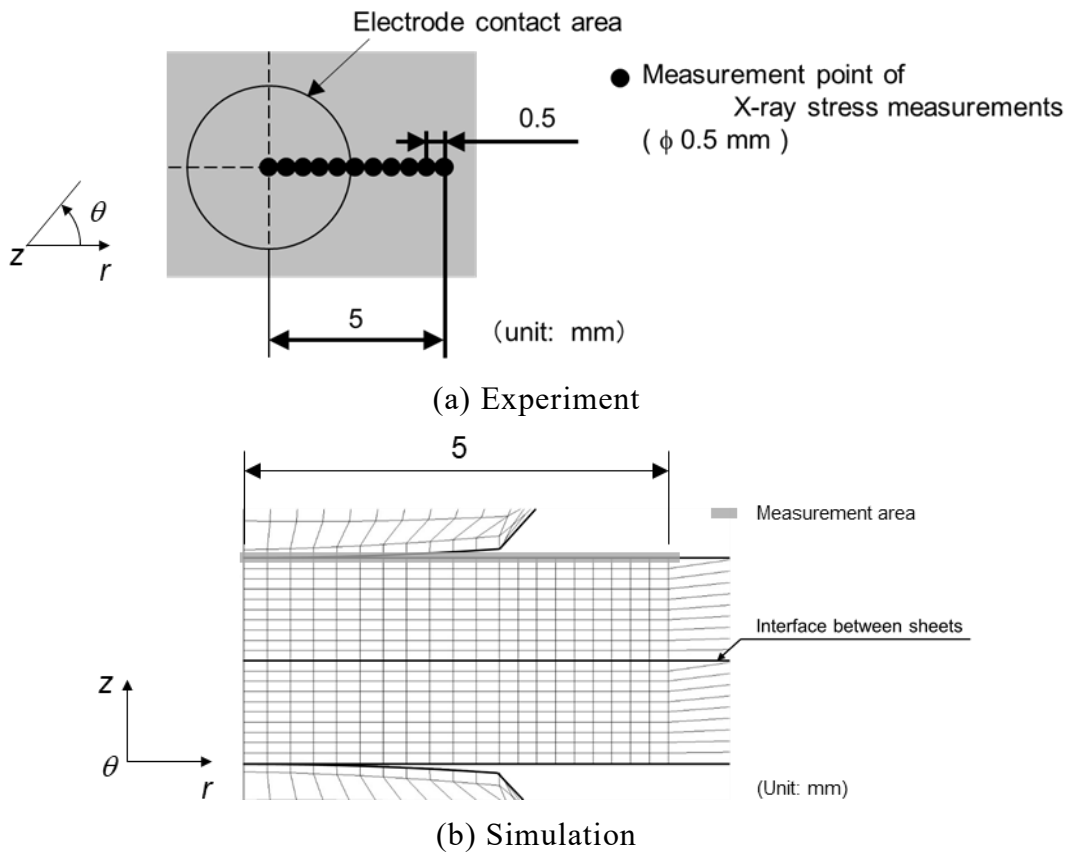 Electrode contact area
● Measurement point of
X-ray stress measurements
( ϕ 0.5 mm )
0.5
θ
z
r
5
（unit: mm）
(a) Experiment
5
Measurement area
Interface between sheets
z
θ
r
(Unit: mm)
(b) Simulation